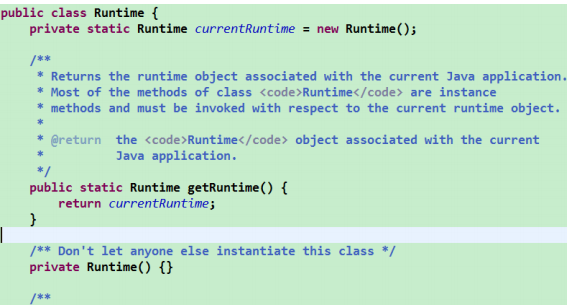 public class Runtime {
    private static Runtime currentRuntime = new Runtime();
    /**
     * Returns the runtime object associated with the current Java application.
     * Most of the methods of class <code>Runtime</code> are instance
     * methods and must be invoked with respect to the current runtime object.
     *
     * @return  the <code>Runtime</code> object associated with the current
     *          Java application.
     */
    public static Runtime getRuntime() {
        return currentRuntime;
    }
    /** Don't let anyone else instantiate this class */
    private Runtime() {}
    /**